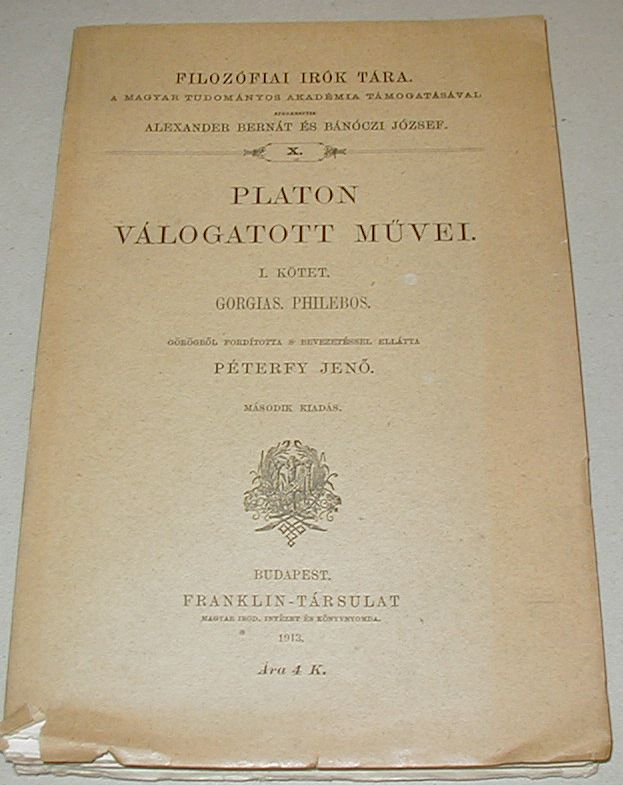 FILOZÓFIAI IRÓK TÁRA.
A MAGYAR TUDOMÁNYOS AKADÉMIA TÁMOGATÁSÁVAL
SZERKESZTIK
ALEXANDER BERNÁT ÉS BÁNÓCZI JÓZSEF.
X.
PLATON
VÁLOGATOTT MŰVEI.
I. KÖTET.
GORGIAS. PHILEBOS.
GÖRÖGBŐL FORDÍTOTTA S BEVEZETÉSSEL ELLÁTTA
PÉTERFY JENŐ.
MÁSODIK KIADÁS.
BUDAPEST.
FRANKLIN-TÁRSULAT
MAGYAR IROD. INTÉZET ÉS KÖNYVNYOMDA.
1913.
Ára 4 K.